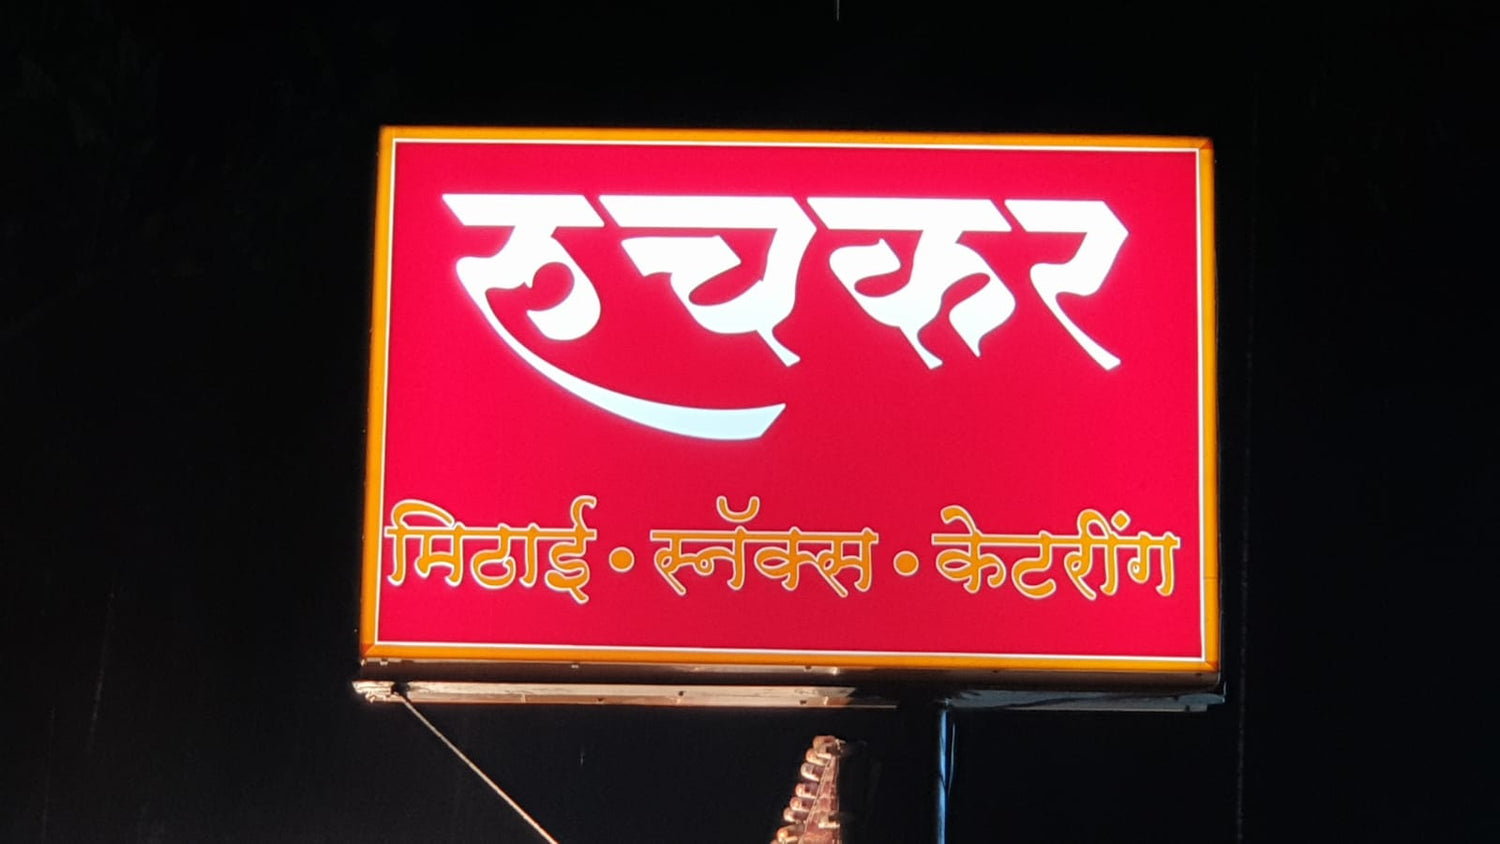 रुचकर
मिठाई • स्नॅक्स • केटरींग